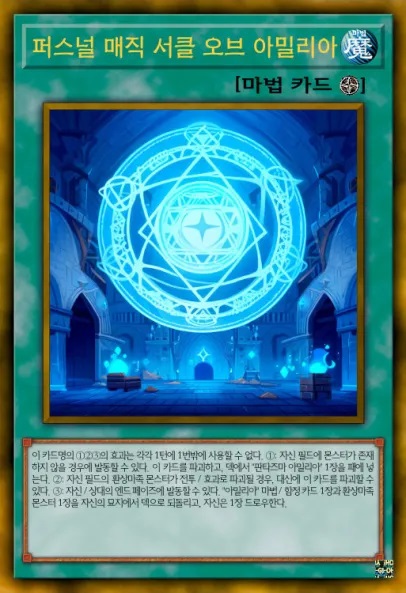 퍼스널 매직 서클 오브 아밀리아
마법
魔
[마법 카드]
이 카드명의 ①②③의 효과는 각각 1턴에 1번밖에 사용할 수 없다. ①: 자신 필드에 몬스터가 존재
하지 않을 경우에 발동할 수 있다. 이 카드를 파괴하고, 덱에서 "판타즈마 아밀리아" 1장을 패에 넣
는다. ②: 자신 필드의 환상마족 몬스터가 전투 / 효과로 파괴될 경우, 대신에 이 카드를 파괴할 수
있다. ③: 자신 / 상대의 엔드 페이즈에 발동할 수 있다. "아밀리아" 마법 / 함정 카드 1장과 환상마족
몬스터 1장을 자신의 묘지에서 덱으로 되돌리고, 자신은 1장 드로우한다.